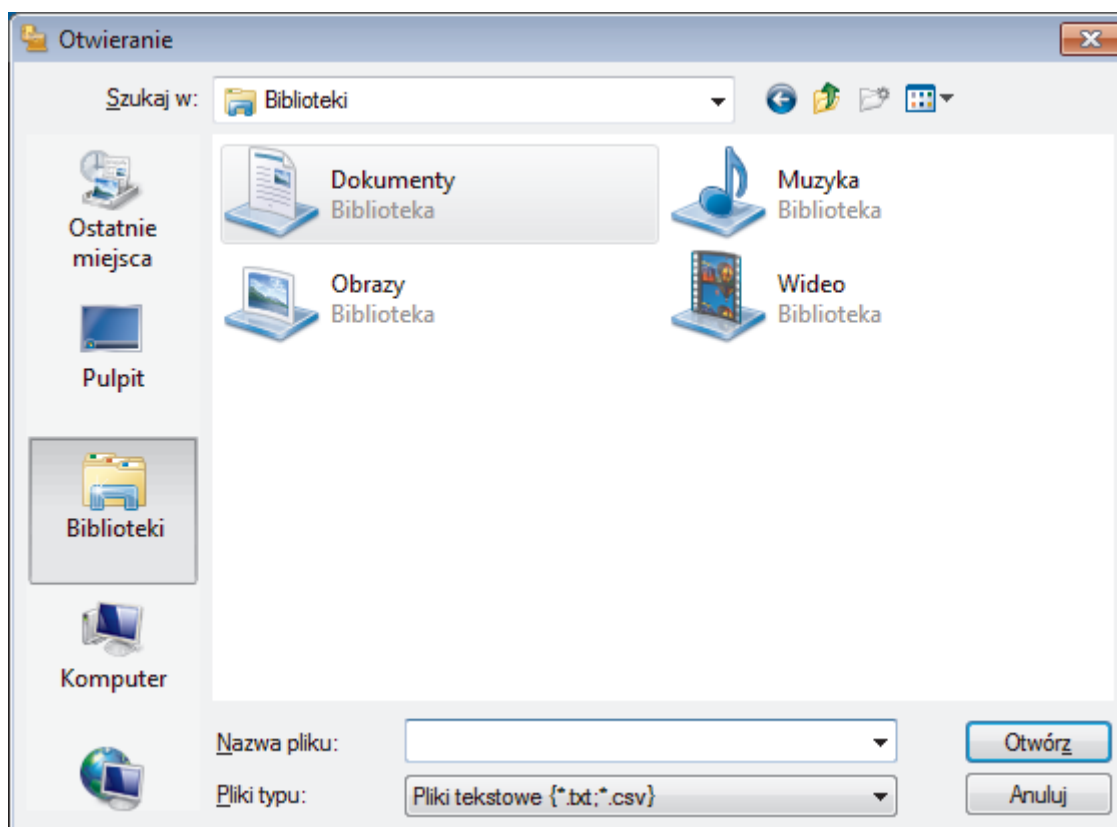 Otwieranie
Szukaj w:
Biblioteki
Ostatnie
miejsca
Pulpit
Biblioteki
Komputer
Dokumenty
Biblioteka
Muzyka
Biblioteka
Obrazy
Biblioteka
Wideo
Biblioteka
Nazwa pliku:
Otwórz
Pliki typu:
Pliki tekstowe {*.txt;*.csv}
Anuluj